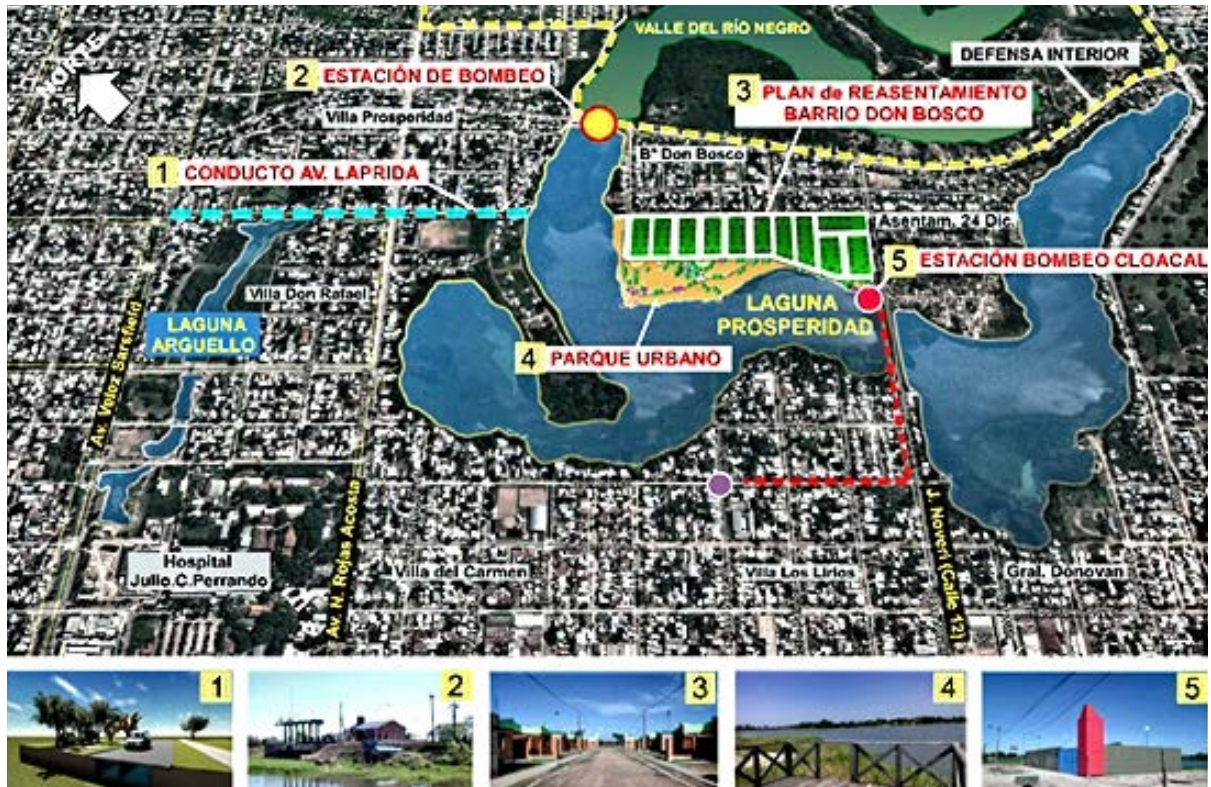 VALLE DEL RÍO NEGRO
NORTE
DEFENSA INTERIOR
2 ESTACIÓN DE BOMBEO
3 PLAN de REASENTAMIENTO
BARRIO DON BOSCO
Villa Prosperidad
B° Don Bosco
1 CONDUCTO AV. LAPRIDA
Asentam. 24 Dic.
5 ESTACIÓN BOMBEO CLOACAL
Villa Don Rafael
LAGUNA
PROSPERIDAD
LAGUNA
ARGUELLO
4 PARQUE URBANO
Av. Velez Sarsfield
Av. N. Rojas Acosta
J. Noveri (Calle 12)
Hospital
Julio.C.Perrando
Villa del Carmen
Villa Los Lirios
Gral. Donovan
1
2
3
4
5